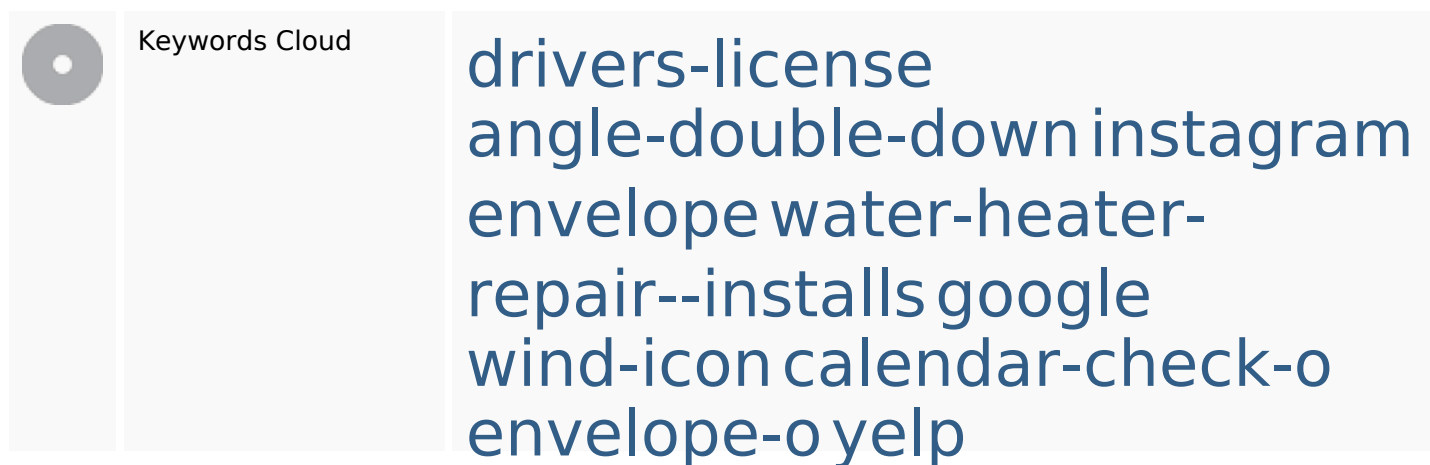 Keywords Cloud
drivers-license
angle-double-down instagram
envelope water-heater-
repair--installs google
wind-icon calendar-check-o
envelope-o yelp